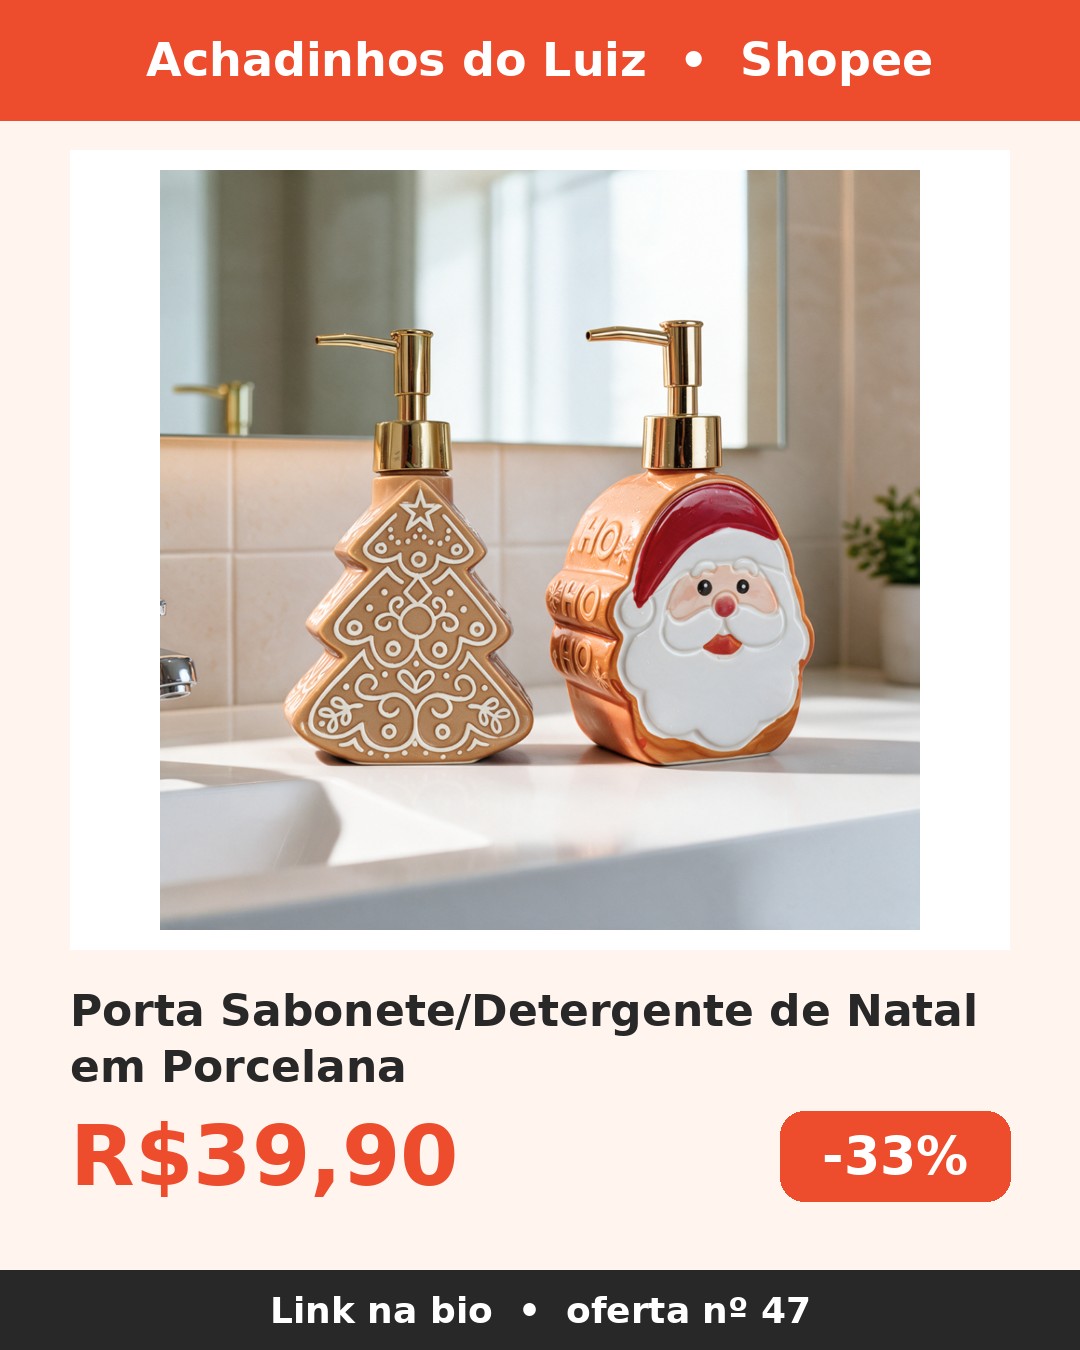 Achadinhos do Luiz • Shopee
HO
HO
HO
Porta Sabonete/Detergente de Natal
em Porcelana
R$39,90
-33%
Link na bio • oferta nº 47